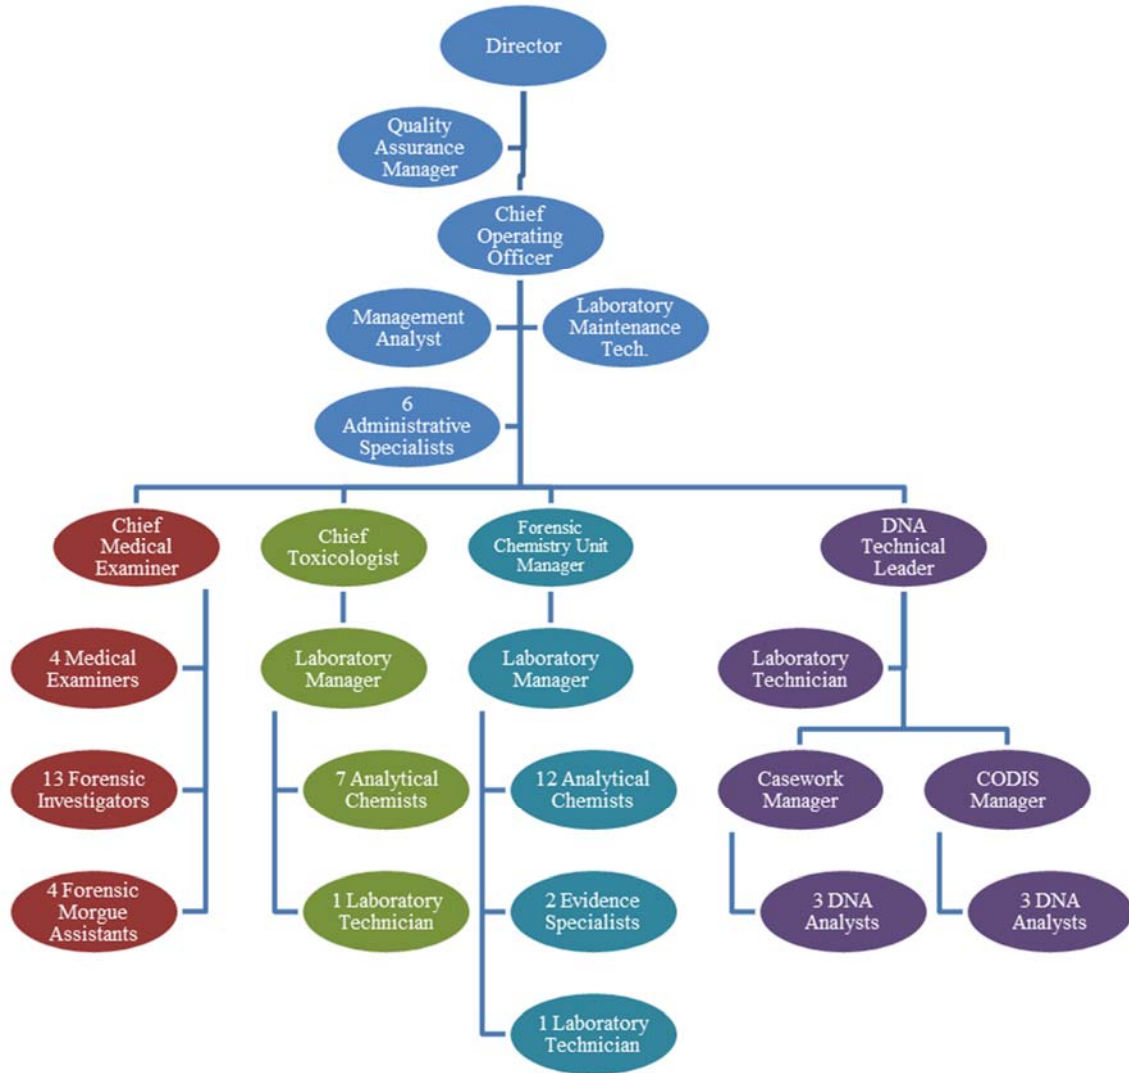 Director
Quality
Assurance
Manager
Chief
Operating
Officer
Management
Analyst
Laboratory
Maintenance
Tech.
6
Administrative
Specialists
Chief
Medical
Examiner
Chief
Toxicologist
Forensic
Chemistry Unit
Manager
DNA
Technical
Leader
4 Medical
Examiners
Laboratory
Manager
Laboratory
Manager
Laboratory
Technician
13 Forensic
Investigators
7 Analytical
Chemists
12 Analytical
Chemists
Casework
Manager
CODIS
Manager
4 Forensic
Morgue
Assistants
1 Laboratory
Technician
2 Evidence
Specialists
3 DNA
Analysts
3 DNA
Analysts
1 Laboratory
Technician